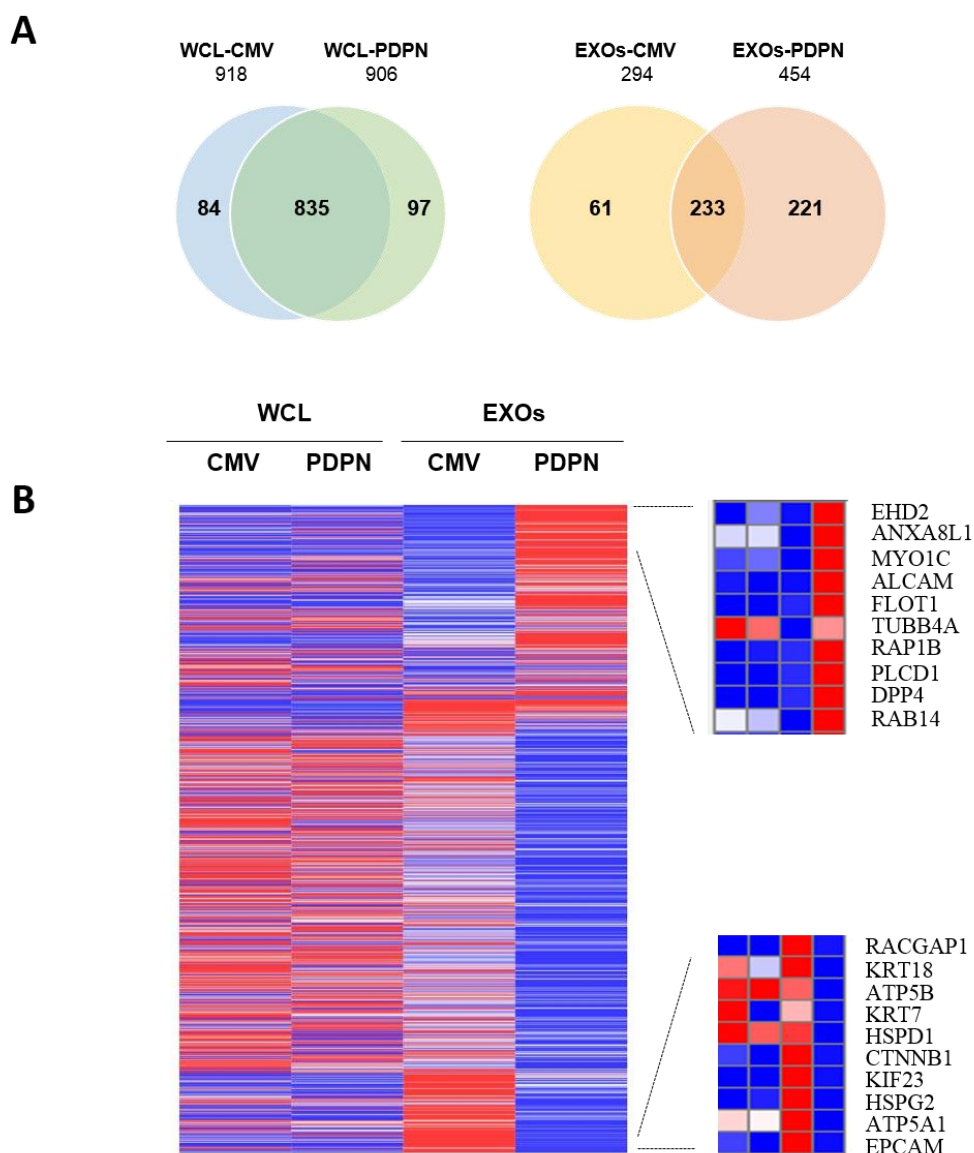 A
WCL-CMV WCL-PDPN EXOs-CMV EXOs-PDPN
918 906 294 454
84 835 97 61 233 221
WCL EXOs
CMV PDPN CMV PDPN
B
EHD2
ANXA8L1
MYO1C
ALCAM
FLOT1
TUBB4A
RAP1B
PLCD1
DPP4
RAB14
RACGAP1
KRT18
ATP5B
KRT7
HSPD1
CTNNB1
KIF23
HSPG2
ATP5A1
EPCAM